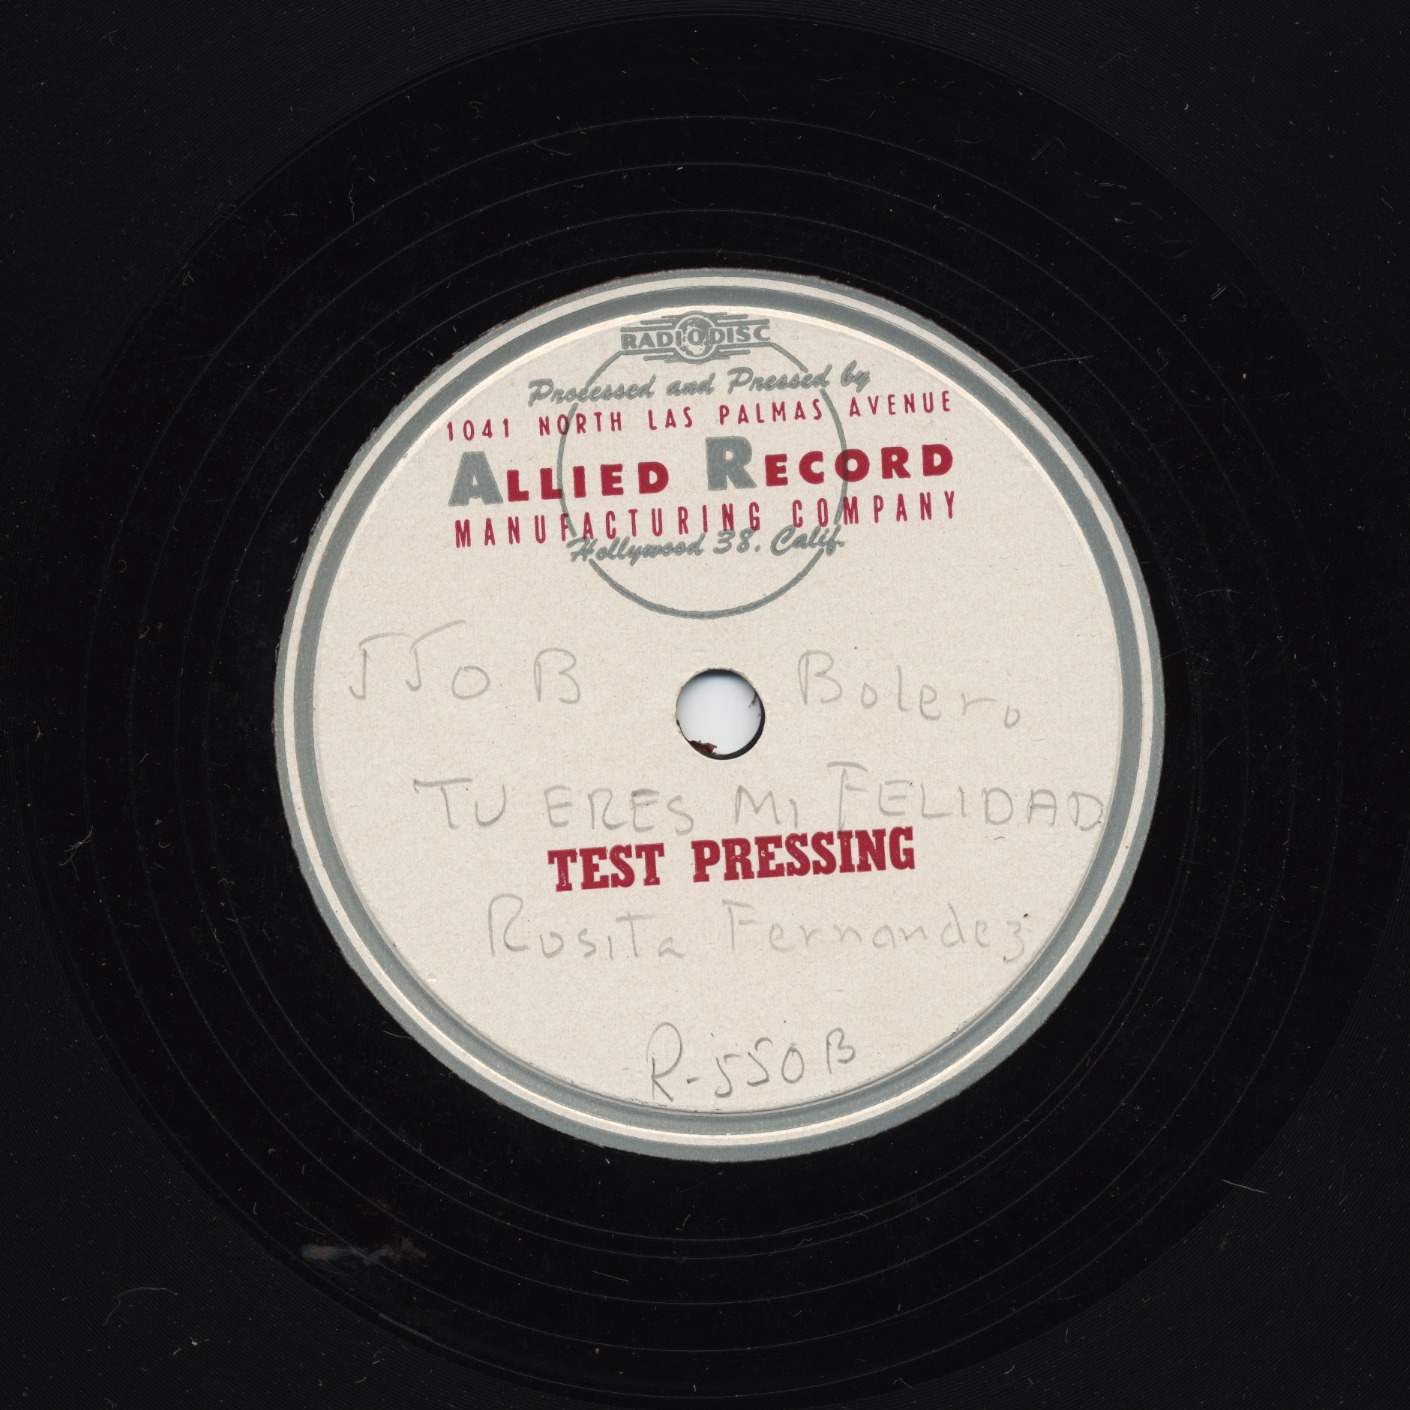 RADIODISC
Processed and Pressed by
1041 NORTH LAS PALMAS AVENUE
ALLIED RECORD
MANUFACTURING COMPANY
Hollywood 38, Calif.
550 B Bolero
TU ERES MI FELIDAD
TEST PRESSING
Rosita Fernandez
R-550B